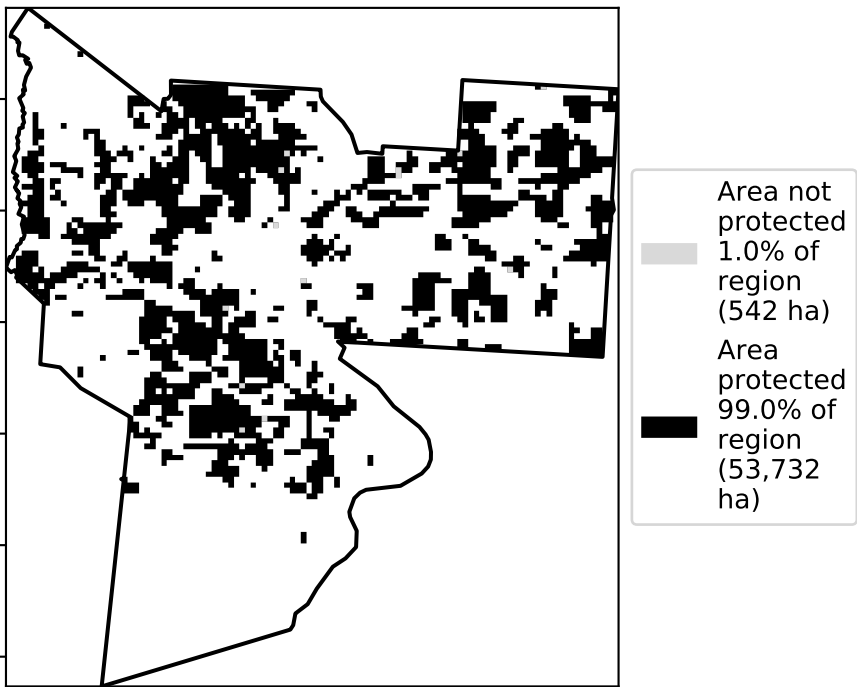 Area not
protected
1.0% of
region
(542 ha)
Area
protected
99.0% of
region
(53,732
ha)